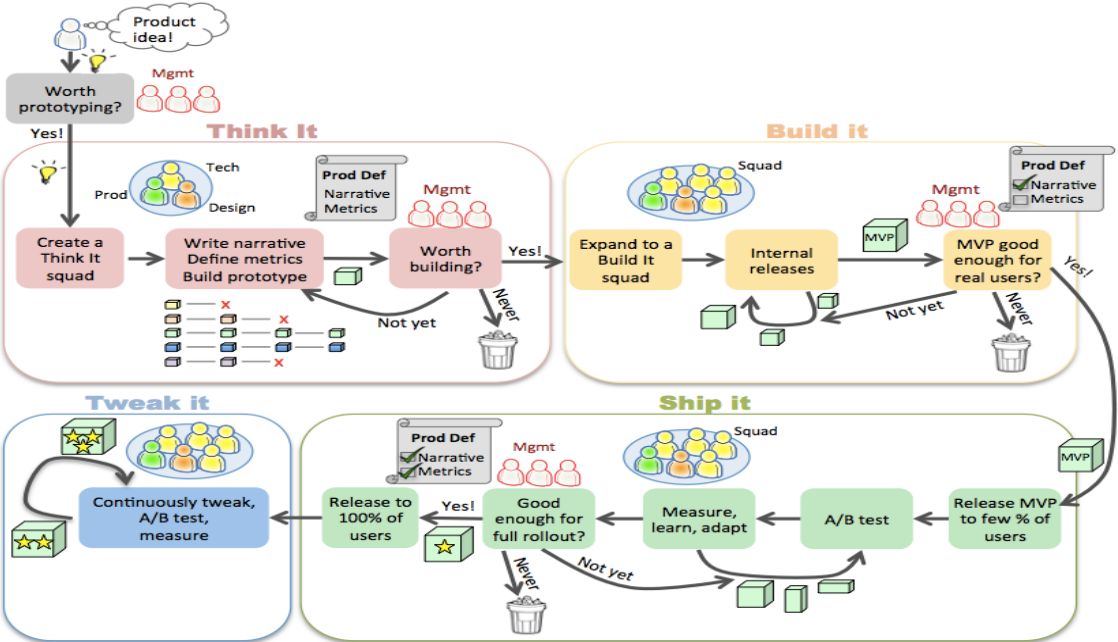 Product
idea!
Mgmt
Worth
prototyping?
Yes!
Think It
Tech
Prod
Design
Prod Def
Narrative
Metrics
Mgmt
Create a
Think It
squad
Write narrative
Define metrics
Build prototype
Worth
building?
Yes!
Not yet
Never
Build it
Squad
Prod Def
Narrative
Metrics
Mgmt
Expand to a
Build It
squad
Internal
releases
MVP
MVP good
enough for
real users?
Yes!
Not yet
Never
Tweak it
Continuously tweak,
A/B test,
measure
Ship it
Prod Def
Narrative
Metrics
Mgmt
Squad
MVP
Release to
100% of
users
Yes!
Good
enough for
full rollout?
Measure,
learn, adapt
A/B test
Release MVP
to few % of
users
Never
Not yet